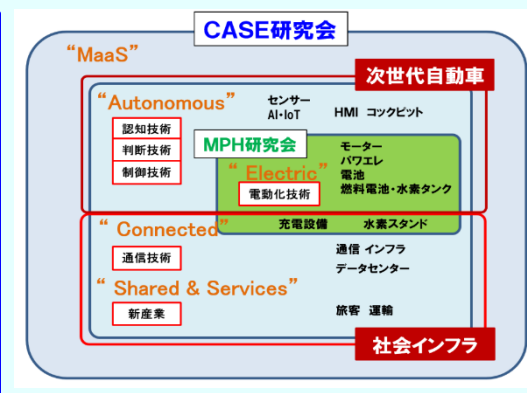 CASE研究会
“MaaS”
次世代自動車
“Autonomous”
センサー
AI・IoT
HMI コックピット
認知技術
判断技術
制御技術
MPH研究会
“ Electric”
電動化技術
モーター
パワエレ
電池
燃料電池・水素タンク
充電設備 水素スタンド
“ Connected”
通信技術
通信 インフラ
データセンター
“ Shared & Services”
新産業
旅客 運輸
社会インフラ